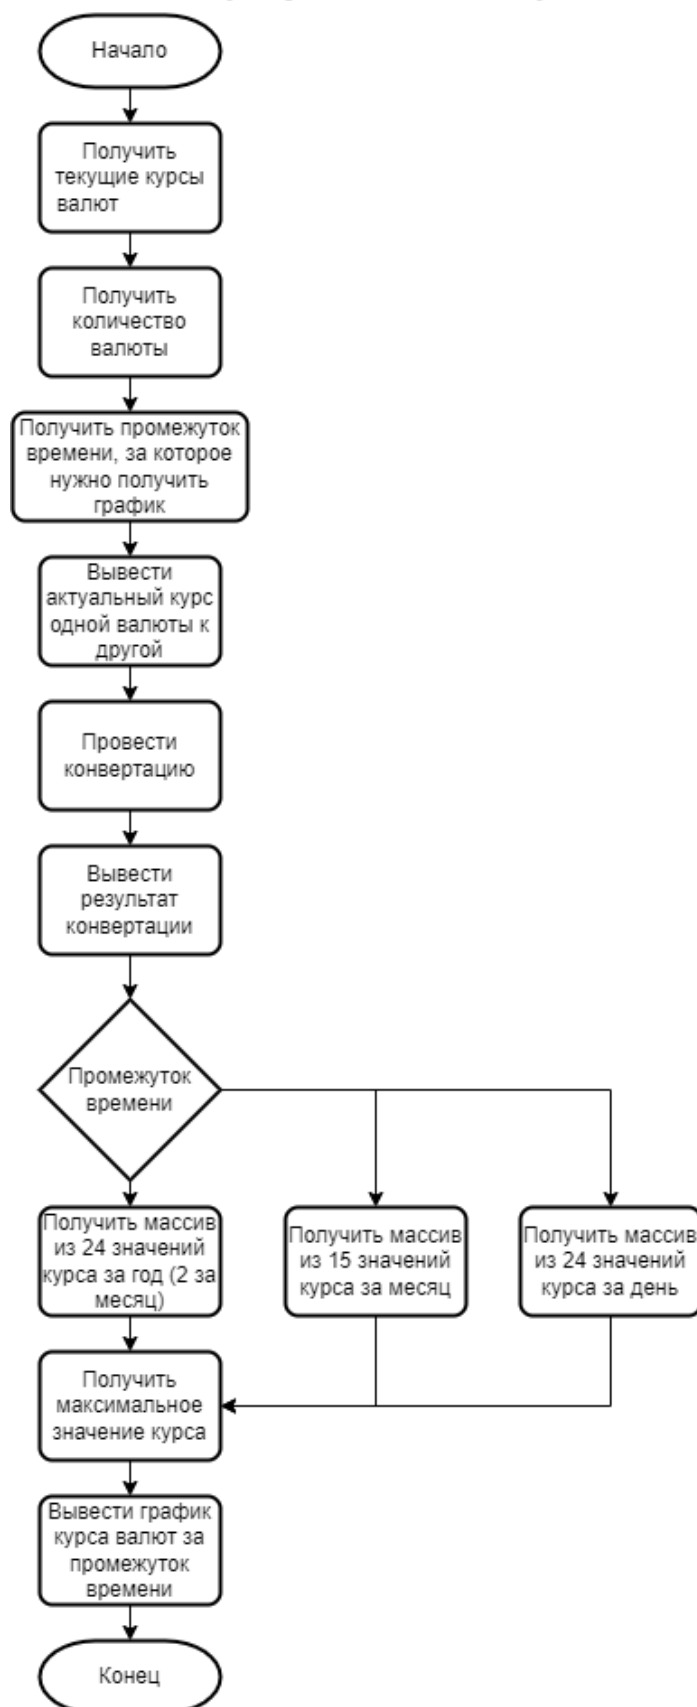 Начало
Получить
текущие курсы
валют
Получить
количество
валюты
Получить промежуток
времени, за которое
нужно получить
график
Вывести
актуальный курс
одной валюты к
другой
Провести
конвертацию
Вывести
результат
конвертации
Промежуток
времени
Получить массив
из 24 значений
курса за год (2 за
месяц)
Получить массив
из 15 значений
курса за месяц
Получить массив
из 24 значений
курса за день
Получить
максимальное
значение курса
Вывести график
курса валют за
промежуток
времени
Конец